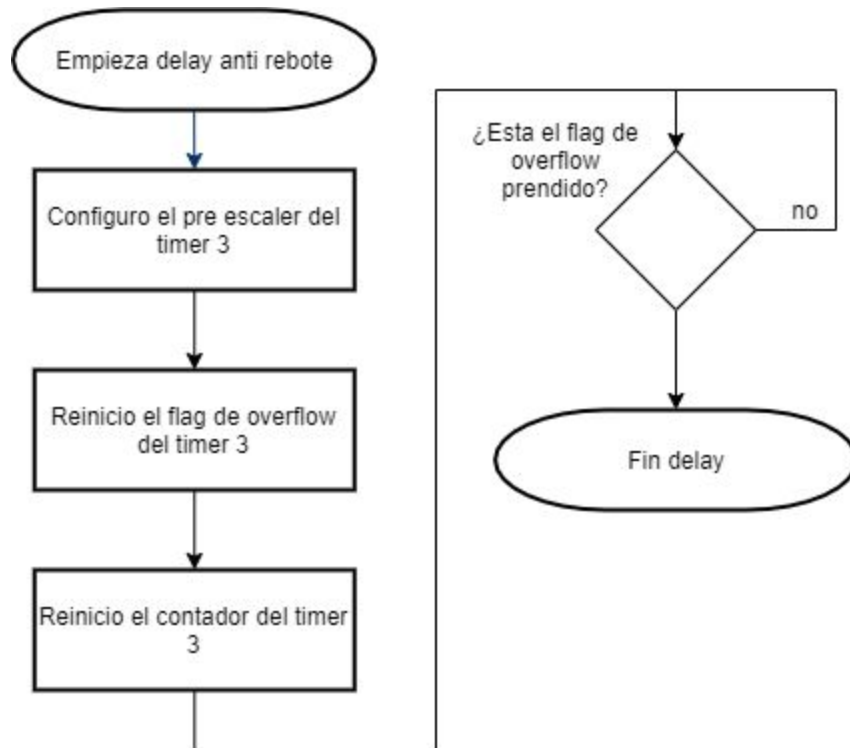 Empieza delay anti rebote
Configuro el pre escaler del
timer 3
Reinicio el flag de overflow
del timer 3
Reinicio el contador del timer
3
¿Esta el flag de
overflow
prendido?
no
Fin delay